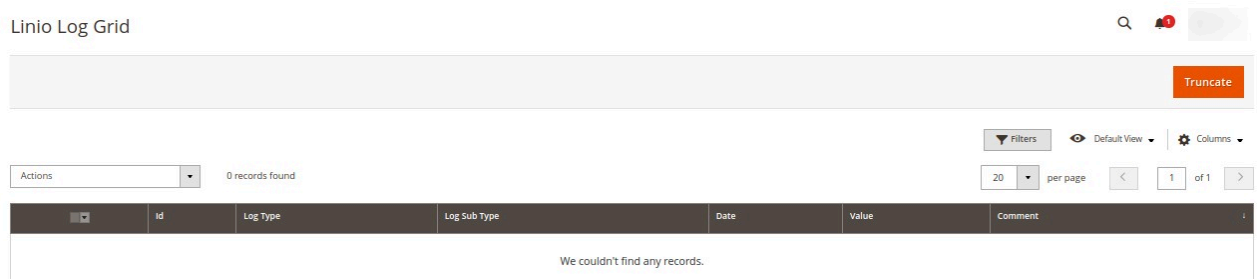 Linio Log Grid
1
Truncate
Filters Default View Columns
Actions 0 records found 20 per page 1 of 1
Id Log Type Log Sub Type Date Value Comment ↓
We couldn't find any records.